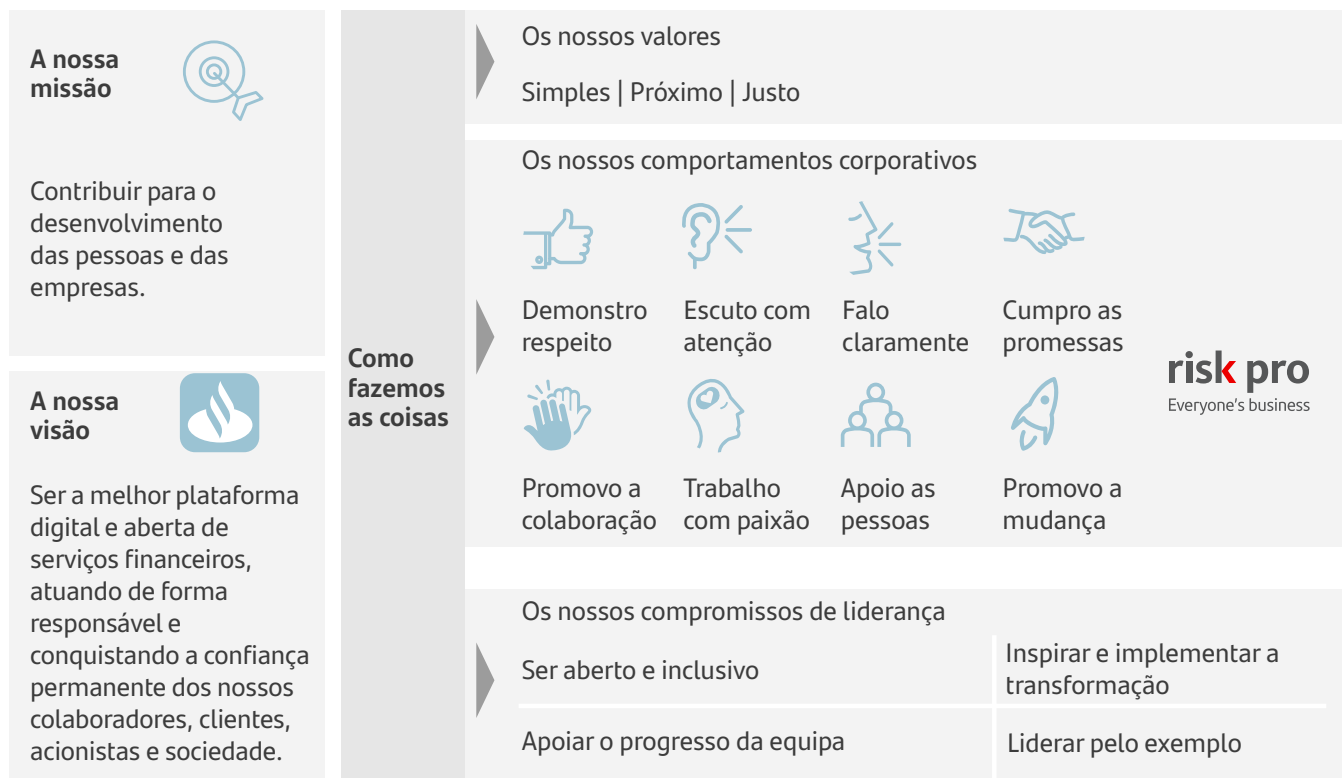 A nossa
missão
Contribuir para o
desenvolvimento
das pessoas e das
empresas.
A nossa
visão
Ser a melhor plataforma
digital e aberta de
serviços financeiros,
atuando de forma
responsável e
conquistando a confiança
permanente dos nossos
colaboradores, clientes,
acionistas e sociedade.
Como
fazemos
as coisas
Os nossos valores
Simples | Próximo | Justo
Os nossos comportamentos corporativos
Demonstro
respeito
Escuto com
atenção
Falo
claramente
Cumpro as
promessas
Promovo a
colaboração
Trabalho
com paixão
Apoio as
pessoas
Promovo a
mudança
risk pro
Everyone's business
Os nossos compromissos de liderança
Ser aberto e inclusivo
Inspirar e implementar a
transformação
Apoiar o progresso da equipa
Liderar pelo exemplo